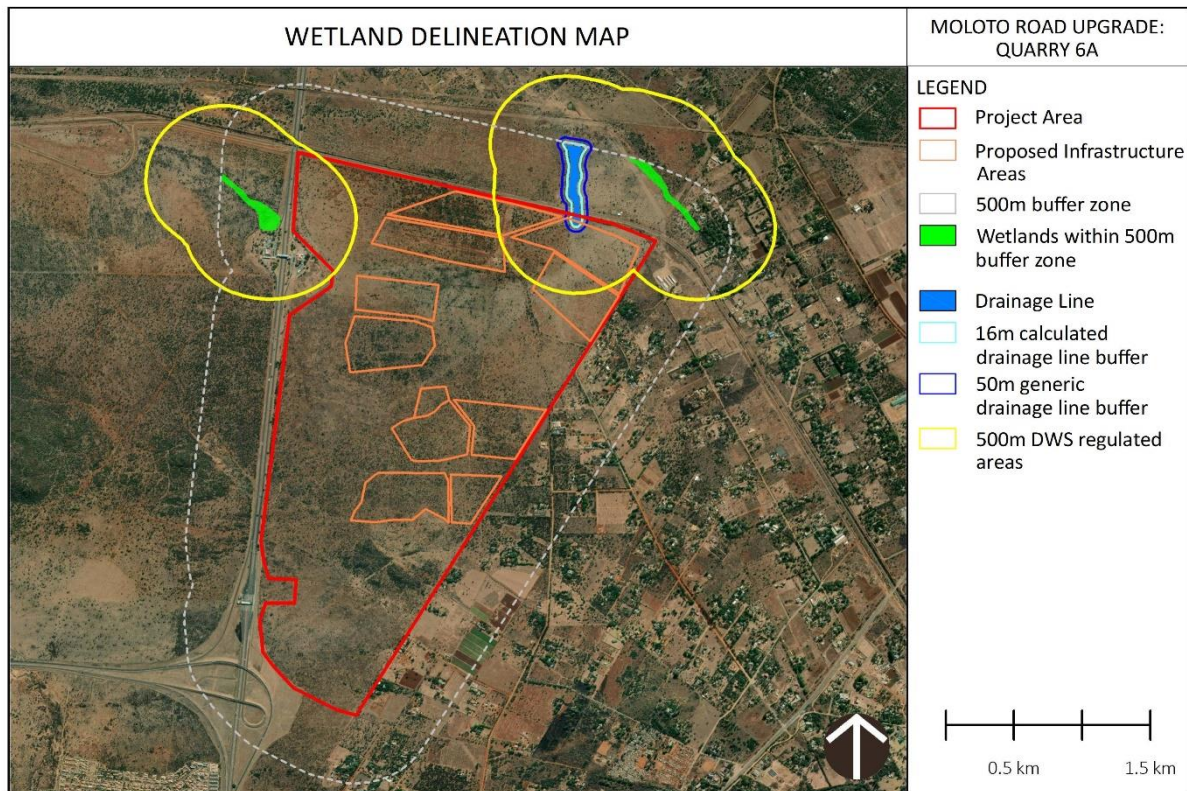 WETLAND DELINEATION MAP
MOLOTO ROAD UPGRADE:
QUARRY 6A
LEGEND
Project Area
Proposed Infrastructure
Areas
500m buffer zone
Wetlands within 500m
buffer zone
Drainage Line
16m calculated
drainage line buffer
50m generic
drainage line buffer
500m DWS regulated
areas
0.5 km 1.5 km